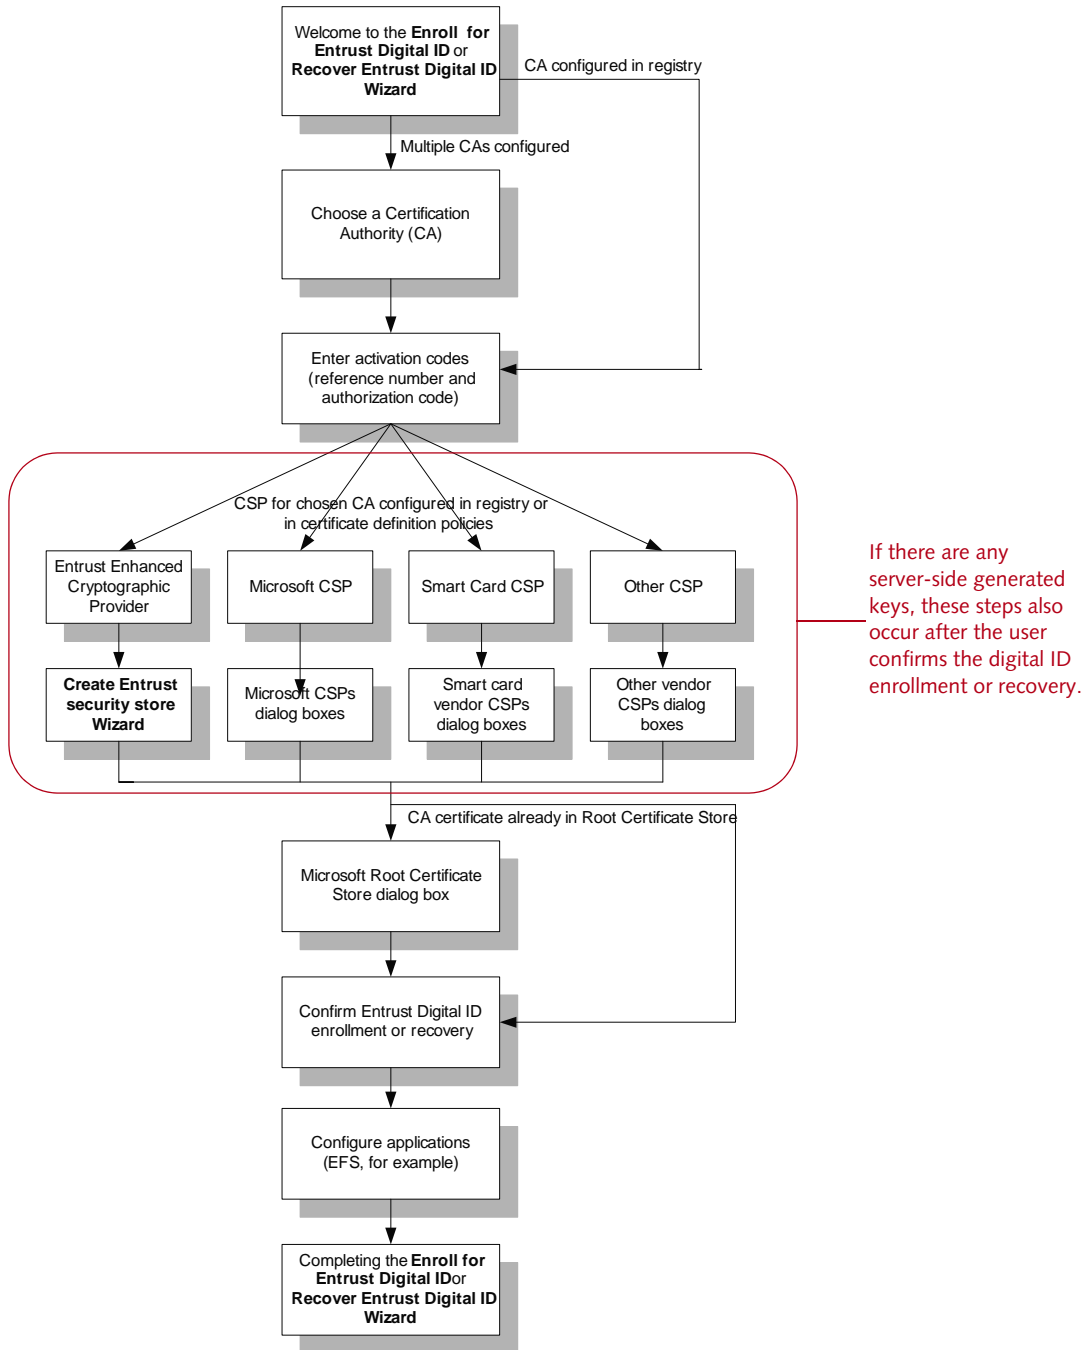 Welcome to the Enroll for
Entrust Digital ID or
Recover Entrust Digital ID
Wizard
CA configured in registry
Multiple CAs configured
Choose a Certification
Authority (CA)
Enter activation codes
(reference number and
authorization code)
CSP for chosen CA configured in registry or
in certificate definition policies
Entrust Enhanced
Cryptographic
Provider
Microsoft CSP
Smart Card CSP
Other CSP
If there are any
server-side generated
keys, these steps also
occur after the user
confirms the digital ID
enrollment or recovery.
Create Entrust
security store
Wizard
Microsoft CSPs
dialog boxes
Smart card
vendor CSPs
dialog boxes
Other vendor
CSPs dialog
boxes
CA certificate already in Root Certificate Store
Microsoft Root Certificate
Store dialog box
Confirm Entrust Digital ID
enrollment or recovery
Configure applications
(EFS, for example)
Completing the Enroll for
Entrust Digital IDor
Recover Entrust Digital ID
Wizard